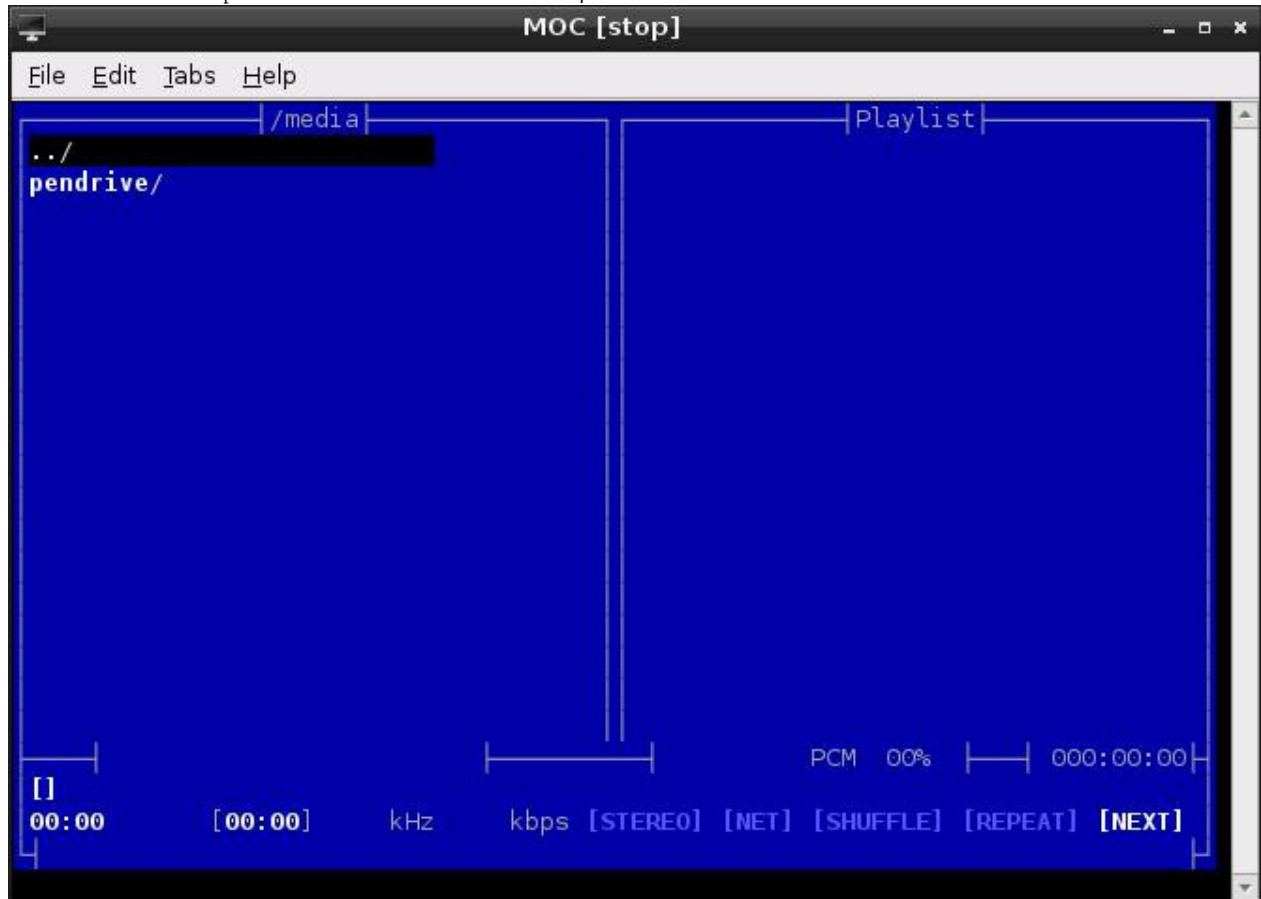 MOC [stop]
File Edit Tabs Help
/media
../
pendrive/
Playlist
PCM 00% 000:00:00
[]
00:00 [00:00] kHz kbps [STEREO] [NET] [SHUFFLE] [REPEAT] [NEXT]